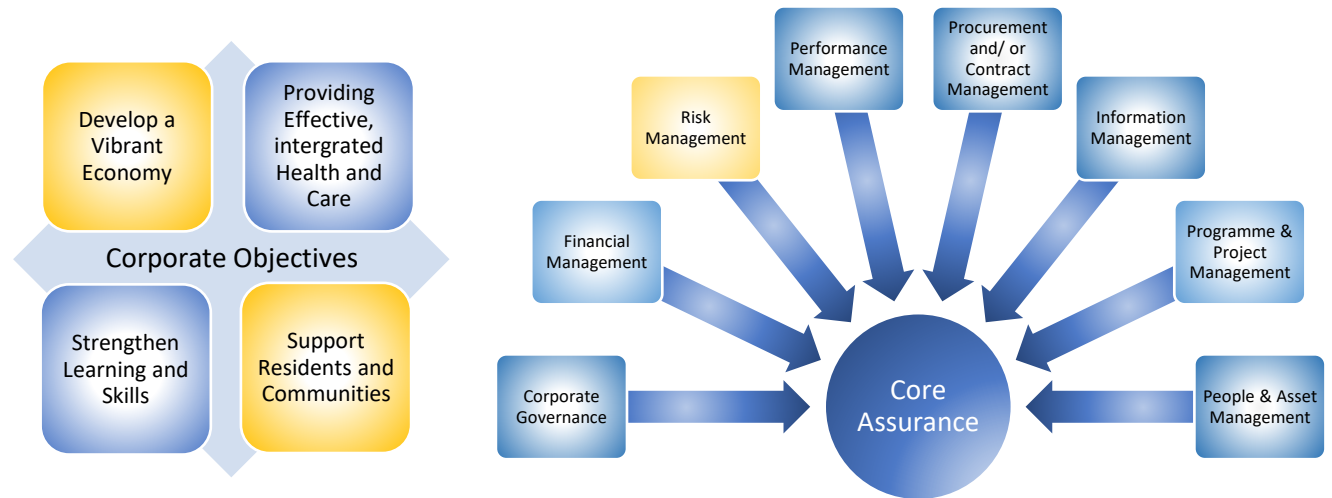 Develop a
Vibrant
Economy
Providing
Effective,
intergrated
Health and
Care
Corporate Objectives
Strengthen
Learning and
Skills
Support
Residents and
Communities
Corporate
Governance
Financial
Management
Risk
Management
Performance
Management
Procurement
and/ or
Contract
Management
Information
Management
Programme &
Project
Management
People & Asset
Management
Core
Assurance